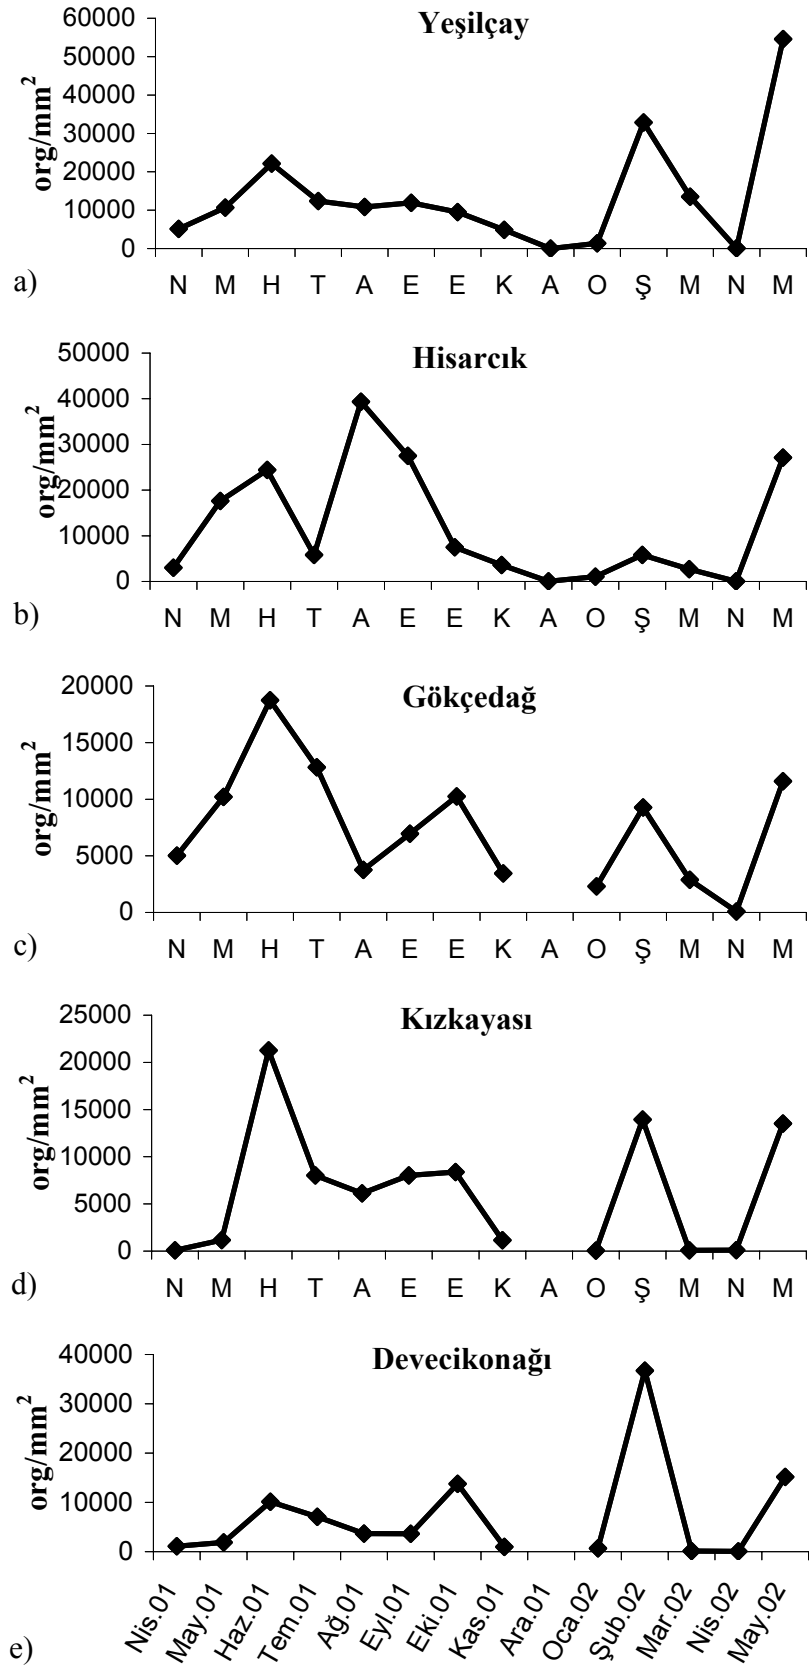 Yeşilçay
60000
50000
40000
30000
20000
10000
0
org/mm²
a)
N M H T A E E K A O Ş M N M
Hisarcık
50000
40000
30000
20000
10000
0
org/mm²
b)
N M H T A E E K A O Ş M N M
Gökçedağ
20000
15000
10000
5000
0
org/mm²
c)
N M H T A E E K A O Ş M N M
Kızkayası
25000
20000
15000
10000
5000
0
org/mm²
d)
N M H T A E E K A O Ş M N M
Devecikonağı
40000
30000
20000
10000
0
org/mm²
e)
Nis.01 May.01 Haz.01 Tem.01 Ağ.01 Eyl.01 Eki.01 Kas.01 Ara.01 Oca.02 Şub.02 Mar.02 Nis.02 May.02